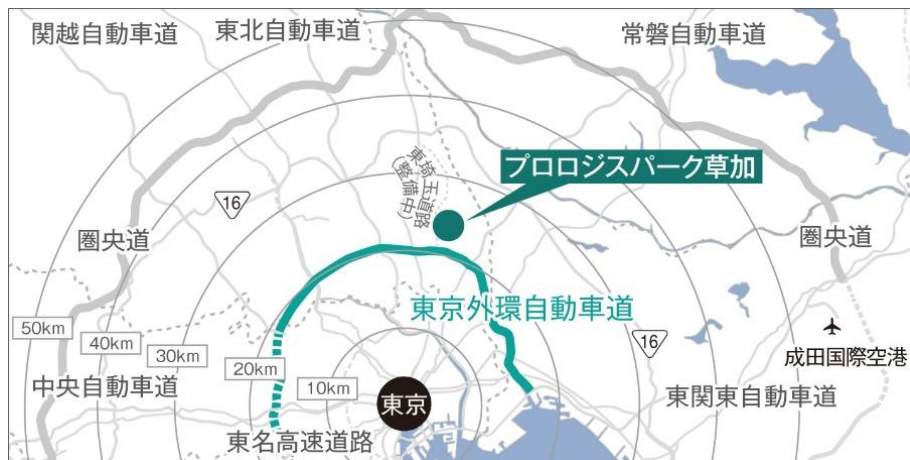 関越自動車道
東北自動車道
常磐自動車道
プロロジスパーク草加
東埼玉道路
(整備中)
16
圏央道
圏央道
東京外環自動車道
50km
40km
30km
20km
10km
16
成田国際空港
中央自動車道
東京
東関東自動車道
東名高速道路